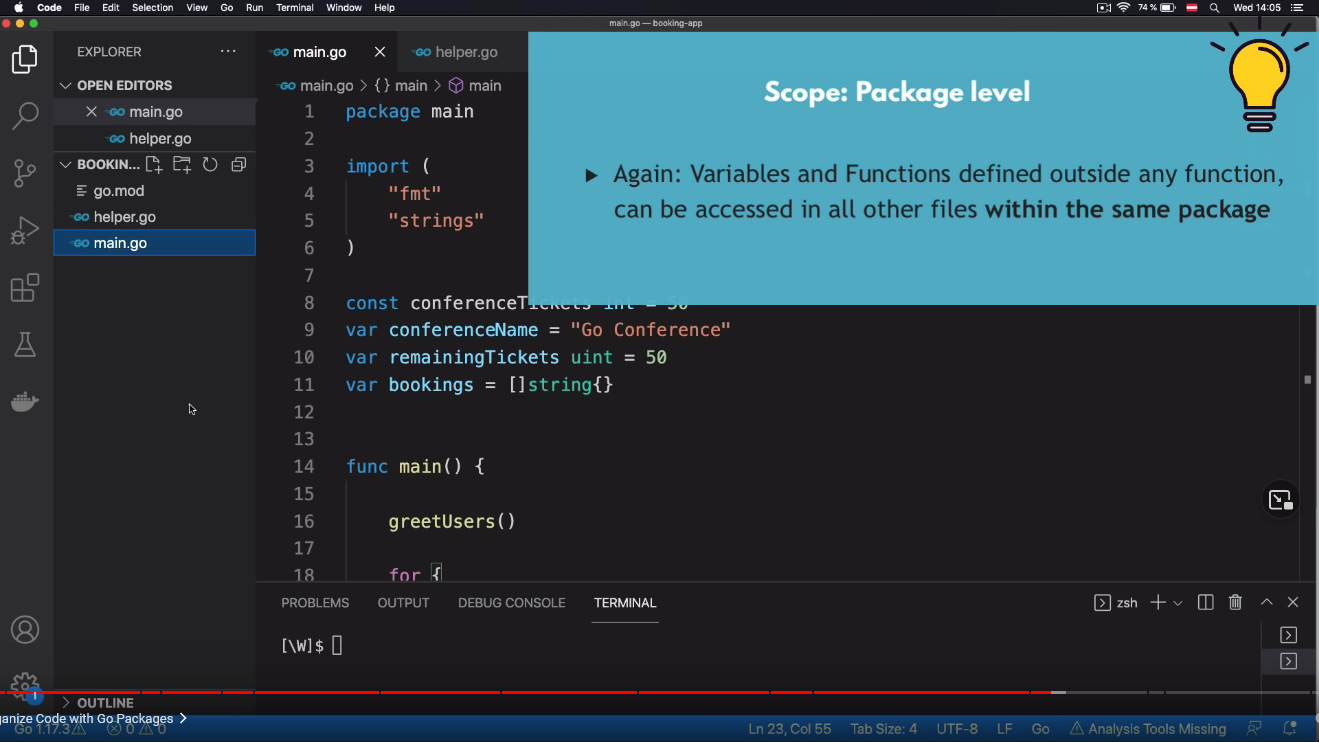 Code File Edit Selection View Go Run Terminal Window Help
74 % Wed 14:05
main.go — booking-app
EXPLORER
OPEN EDITORS
main.go
helper.go
BOOKIN...
go.mod
helper.go
main.go
OUTLINE
main.go helper.go
main.go > {} main > main
1 package main
2
3 import (
4 "fmt"
5 "strings"
6 )
7
8 const conferenceTickets int = 50
9 var conferenceName = "Go Conference"
10 var remainingTickets uint = 50
11 var bookings = []string{}
12
13
14 func main() {
15
16 greetUsers()
17
18 for {
Scope: Package level
Again: Variables and Functions defined outside any function,
can be accessed in all other files within the same package
PROBLEMS OUTPUT DEBUG CONSOLE TERMINAL
zsh
[\W]$
1
ganize Code with Go Packages
Go 1.17.3 0 0 Ln 23, Col 55 Tab Size: 4 UTF-8 LF Go Analysis Tools Missing